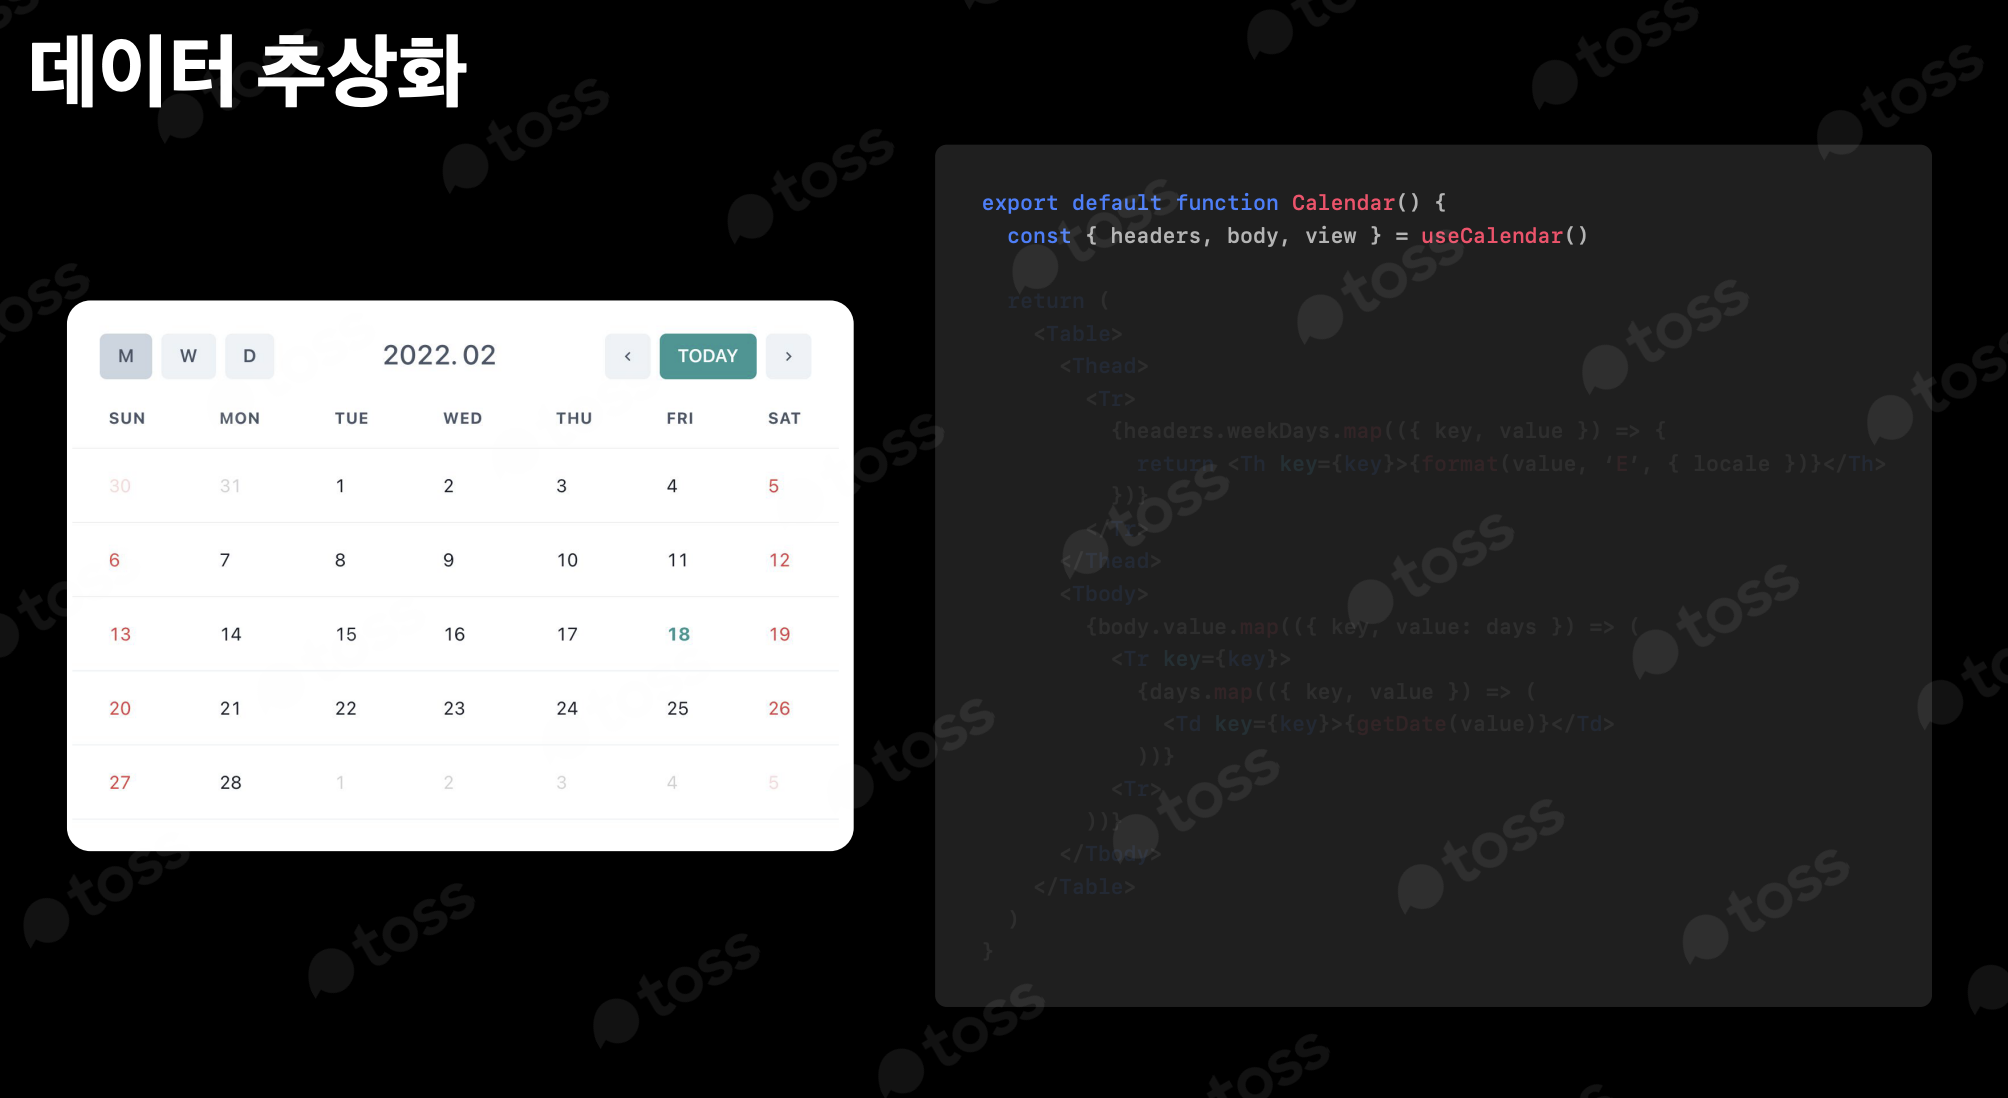 데이터 추상화
M W D 2022.02 < TODAY >
SUN MON TUE WED THU FRI SAT
30 31 1 2 3 4 5
6 7 8 9 10 11 12
13 14 15 16 17 18 19
20 21 22 23 24 25 26
27 28 1 2 3 4 5
export default function Calendar() {
const { headers, body, view } = useCalendar()
return (
<Table>
<Thead>
<Tr>
{headers.weekDays.map(({ key, value }) => {
return <Th key={key}>{format(value, ‘E’, { locale })}</Th>
})}
</Tr>
</Thead>
<Tbody>
{body.value.map(({ key, value: days }) => (
<Tr key={key}>
{days.map(({ key, value }) => (
<Td key={key}>{getDate(value)}</Td>
))}
<Tr>
))}
</Tbody>
</Table>
)
}